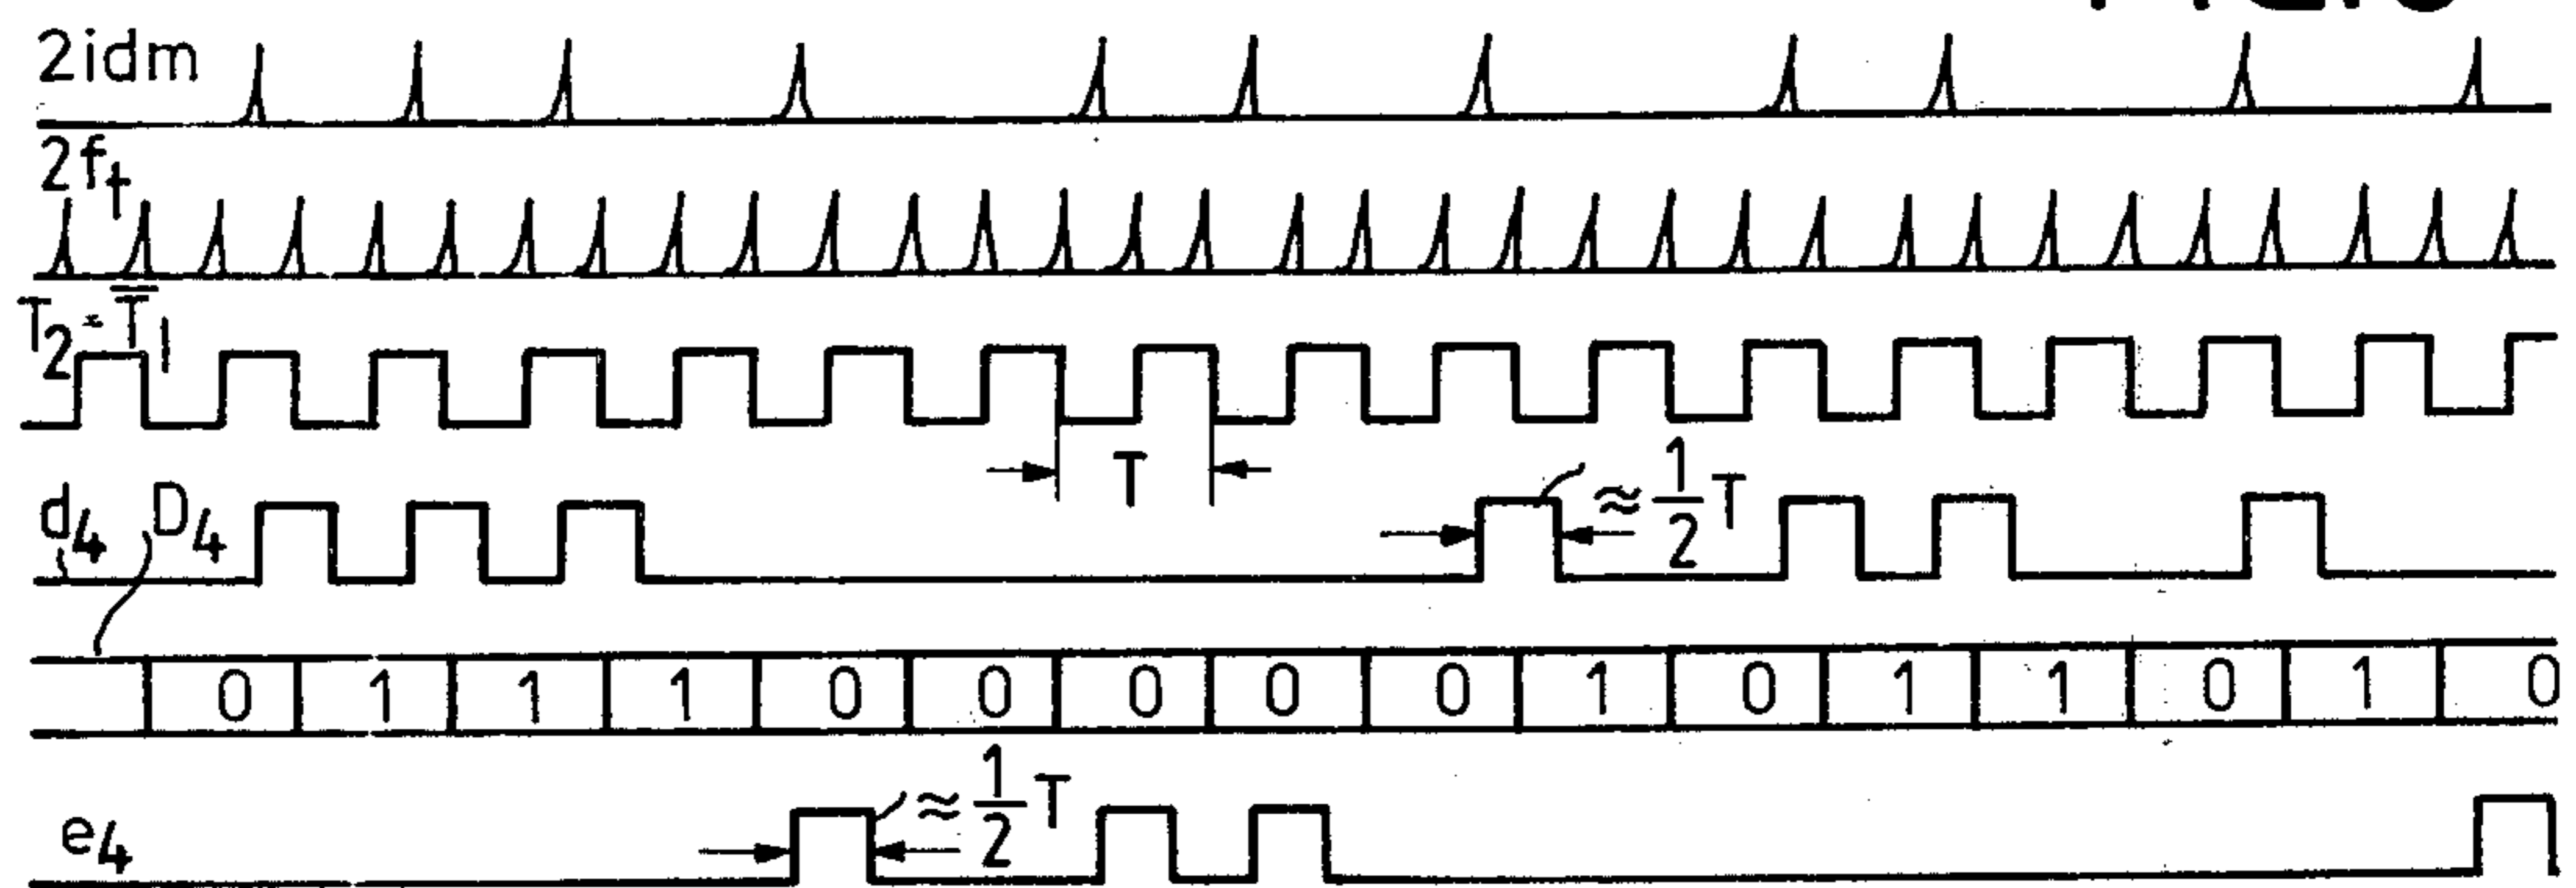 2idm
2f_t
T_2 = \overline{T}_1
T
≈ 1/2 T
d_4 D_4
0 1 1 1 0 0 0 0 0 1 0 1 1 0 1 0
≈ 1/2 T
e_4